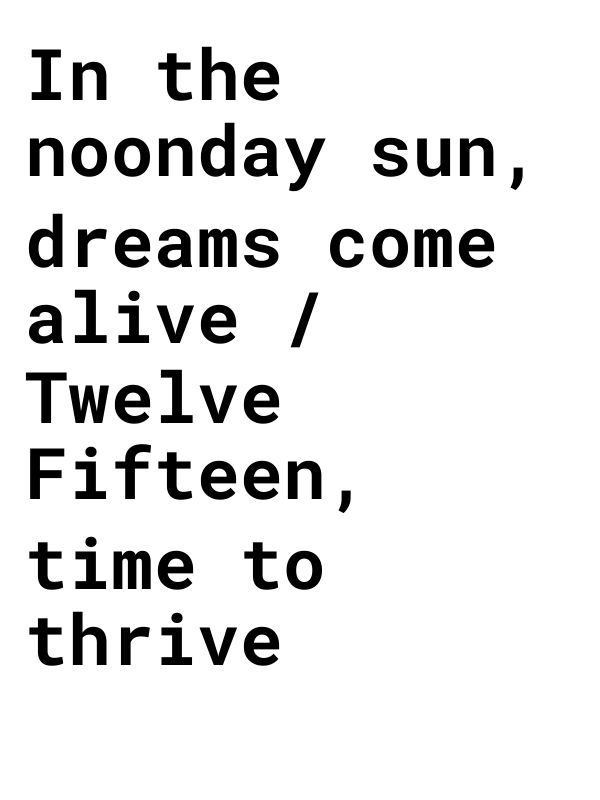 In the
noonday sun,
dreams come
alive /
Twelve
Fifteen,
time to
thrive